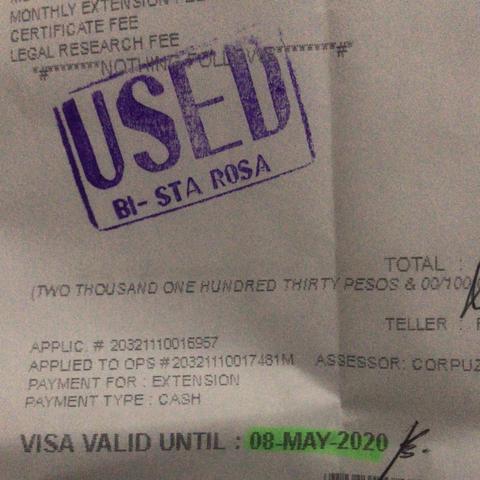 MONTHLY EXTENSION
CERTIFICATE FEE
LEGAL RESEARCH FEE
*#********NOTHING FOLLOWS*********#*
USED
BI- STA ROSA
TOTAL :
(TWO THOUSAND ONE HUNDRED THIRTY PESOS & 00/100
TELLER :
APPLIC. # 20321110016957
APPLIED TO OPS #20321110017481M ASSESSOR: CORPUZ
PAYMENT FOR : EXTENSION
PAYMENT TYPE : CASH
VISA VALID UNTIL : 08-MAY-2020